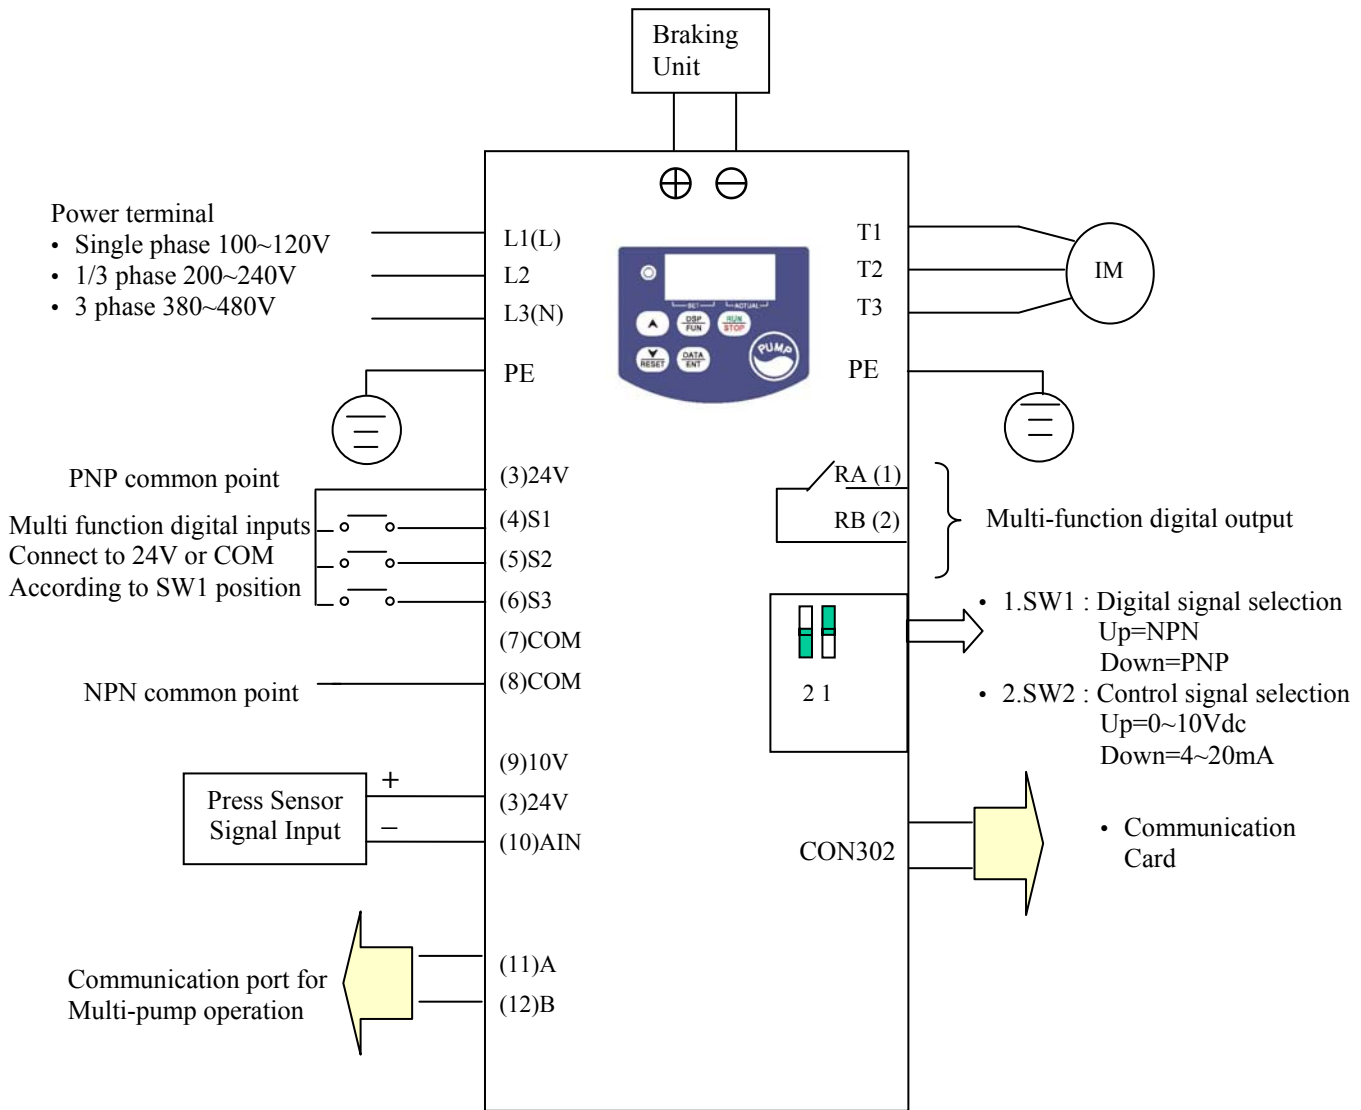 Braking
Unit
Power terminal
• Single phase 100~120V
• 1/3 phase 200~240V
• 3 phase 380~480V
L1(L)
L2
L3(N)
PE
SET
ACTUAL
DSP
FUN
RUN
STOP
RESET
DATA
ENT
PUMP
T1
T2
T3
PE
IM
PNP common point
Multi function digital inputs
Connect to 24V or COM
According to SW1 position
NPN common point
(3)24V
(4)S1
(5)S2
(6)S3
(7)COM
(8)COM
RA (1)
RB (2)
Multi-function digital output
2 1
• 1.SW1 : Digital signal selection
Up=NPN
Down=PNP
• 2.SW2 : Control signal selection
Up=0~10Vdc
Down=4~20mA
Press Sensor
Signal Input
+
−
(9)10V
(3)24V
(10)AIN
CON302
• Communication
Card
Communication port for
Multi-pump operation
(11)A
(12)B